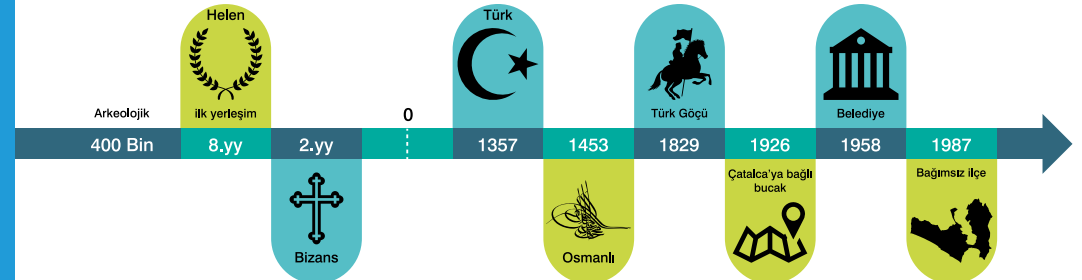 Helen
Türk
Arkeolojik
ilk yerleşim
0
Türk Göçü
Belediye
400 Bin
8.yy
2.yy
1357
1453
1829
1926
1958
1987
Çatalca'ya bağlı
bucak
Bağımsız ilçe
Bizans
Osmanlı